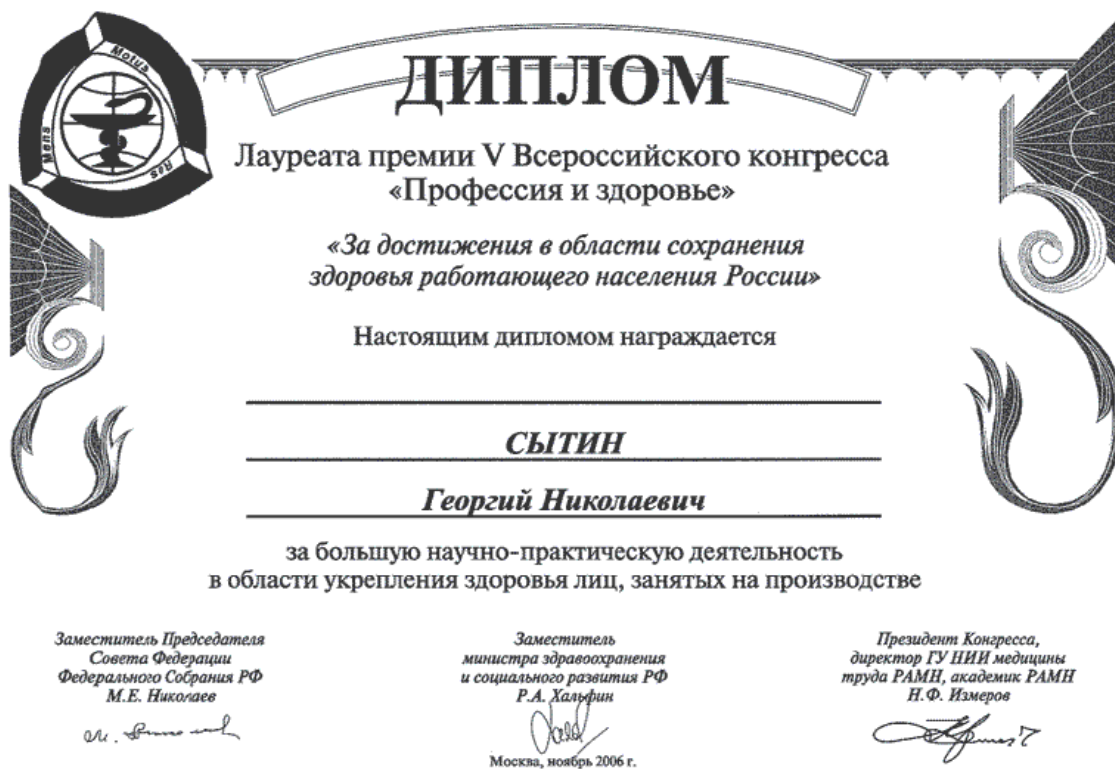 Motus
Mens
Res
ДИПЛОМ
Лауреата премии V Всероссийского конгресса
«Профессия и здоровье»
«За достижения в области сохранения
здоровья работающего населения России»
Настоящим дипломом награждается
СЫТИН
Георгий Николаевич
за большую научно-практическую деятельность
в области укрепления здоровья лиц, занятых на производстве
Заместитель Председателя
Совета Федерации
Федерального Собрания РФ
М.Е. Николаев
Заместитель
министра здравоохранения
и социального развития РФ
Р.А. Хальфин
Президент Конгресса,
директор ГУ НИИ медицины
труда РАМН, академик РАМН
Н.Ф. Измеров
Москва, ноябрь 2006 г.